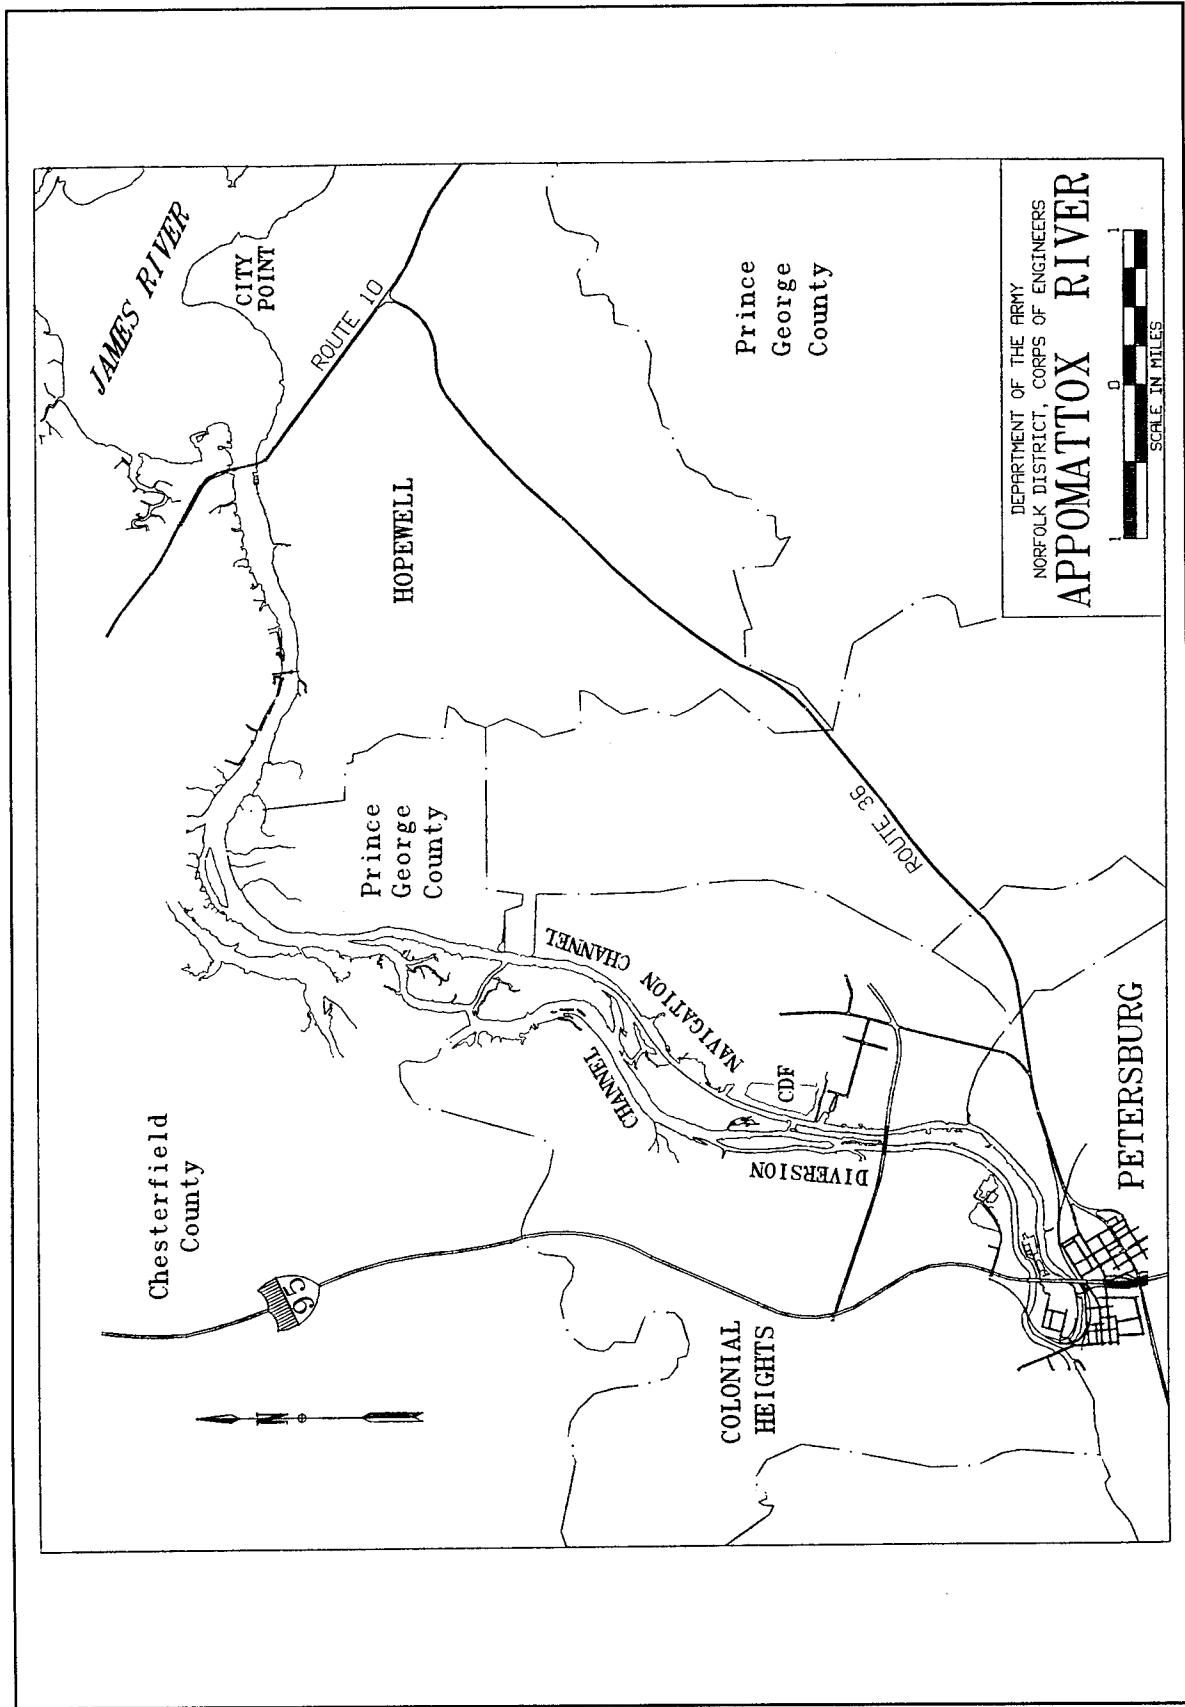 JAMES RIVER
CITY
POINT
ROUTE 10
HOPEWELL
Prince
George
County
Prince
George
County
Chesterfield
County
95
N
NAVIGATION CHANNEL
DIVERSION CHANNEL
CDF
ROUTE 36
COLONIAL
HEIGHTS
PETERSBURG
DEPARTMENT OF THE ARMY
NORFOLK DISTRICT, CORPS OF ENGINEERS
APPOMATTOX RIVER
1 0 1
SCALE IN MILES